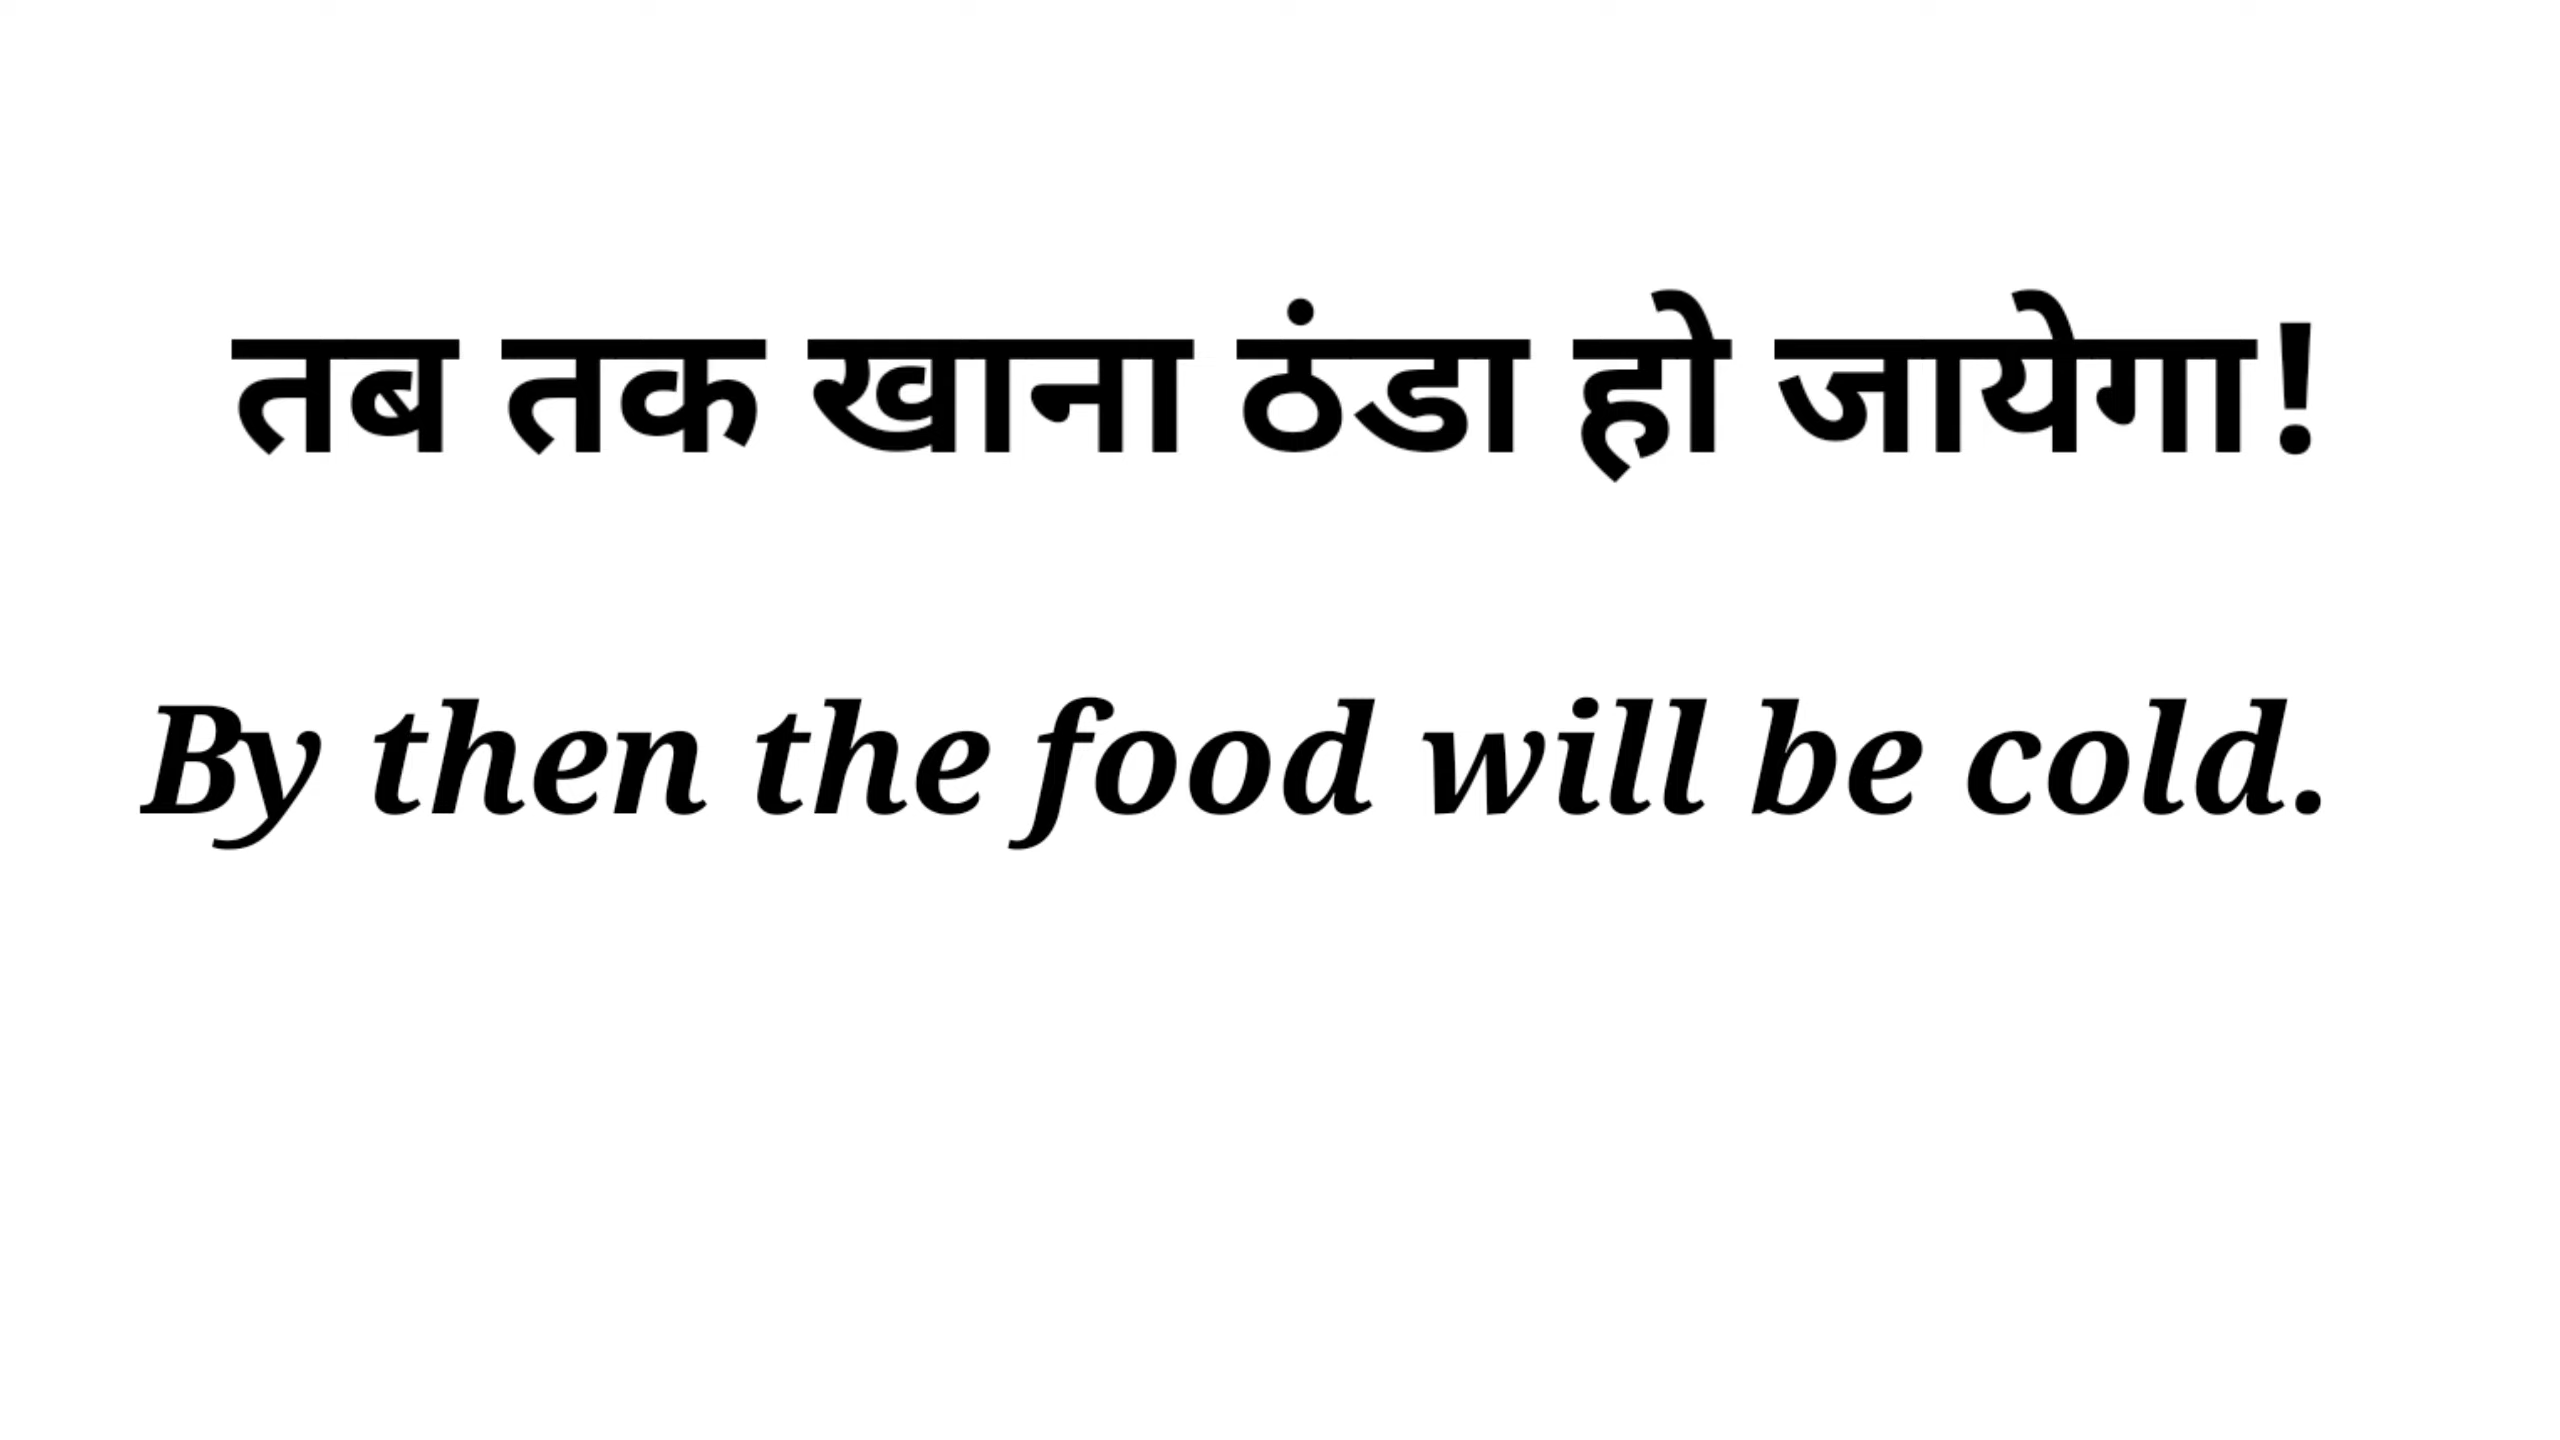 तब तक खाना ठंडा हो जायेगा!
By then the food will be cold.